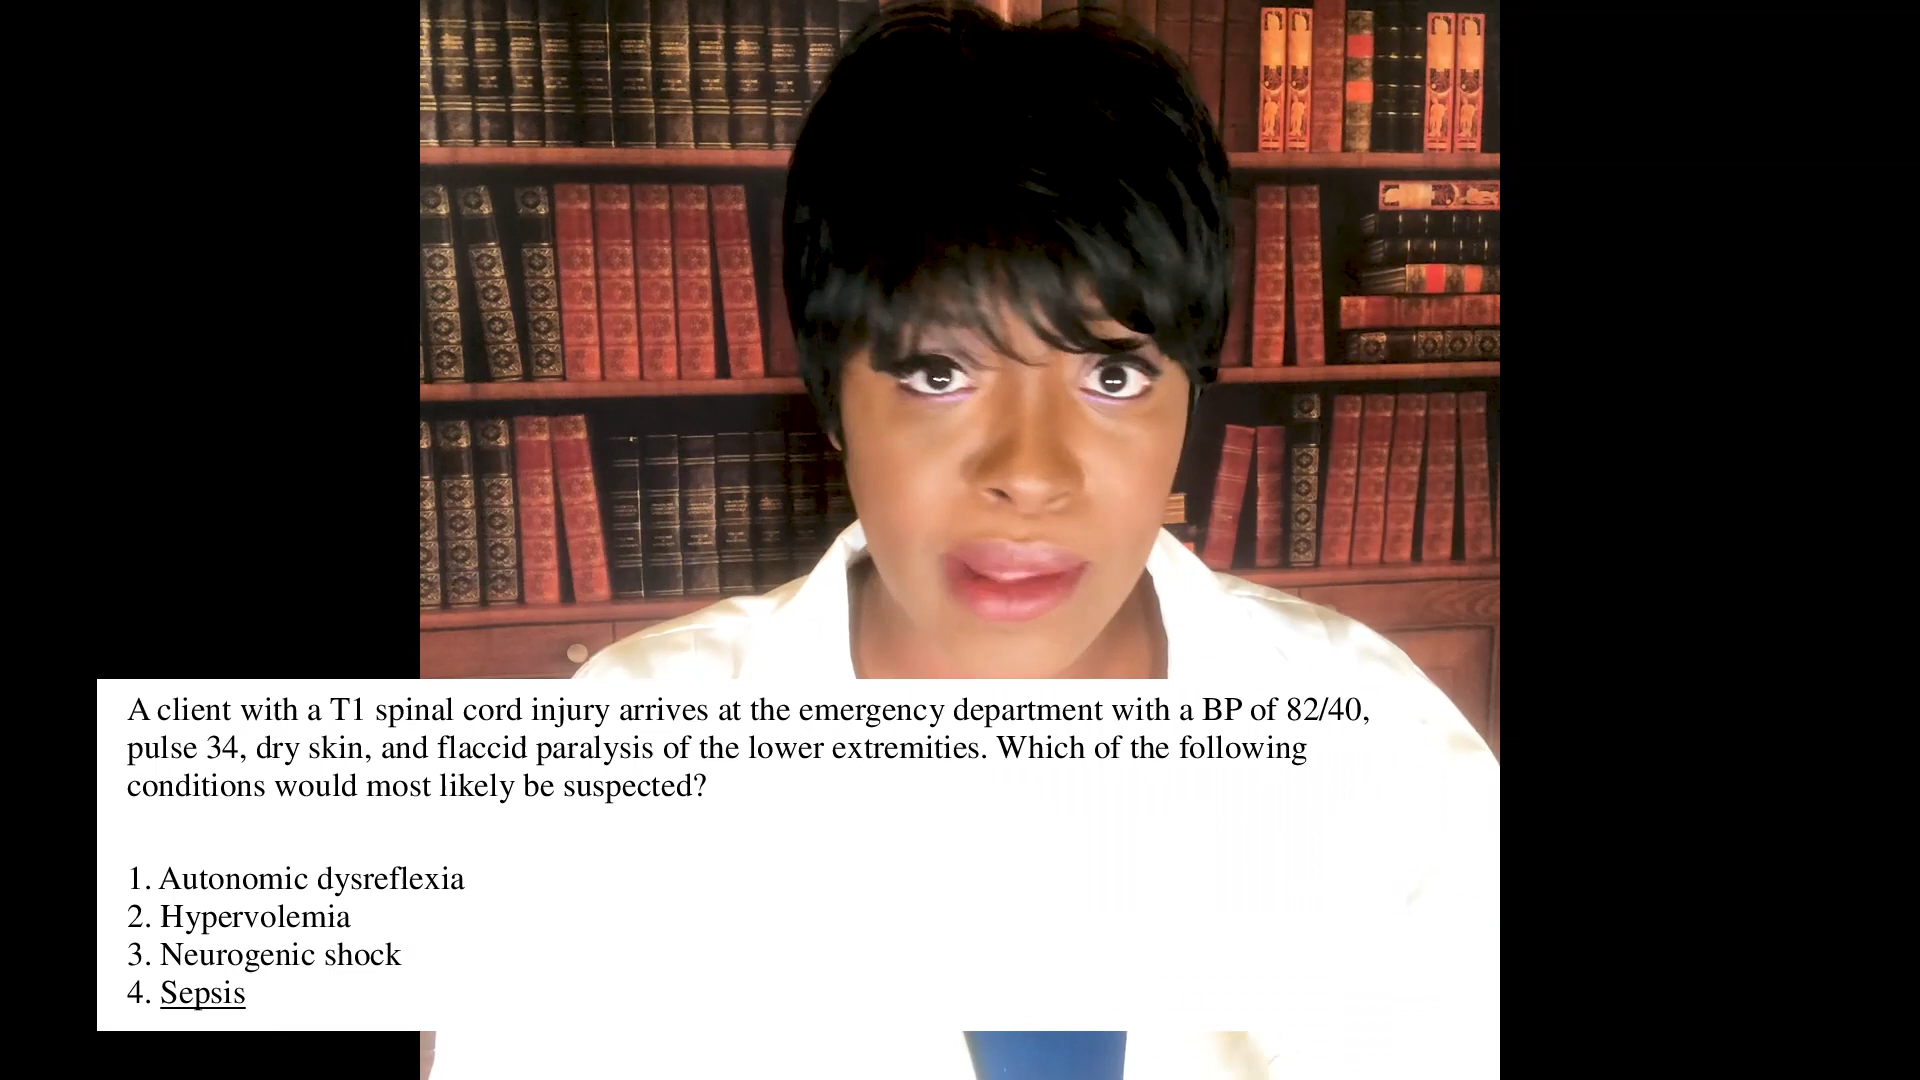 A client with a T1 spinal cord injury arrives at the emergency department with a BP of 82/40,
pulse 34, dry skin, and flaccid paralysis of the lower extremities. Which of the following
conditions would most likely be suspected?
1. Autonomic dysreflexia
2. Hypervolemia
3. Neurogenic shock
4. Sepsis